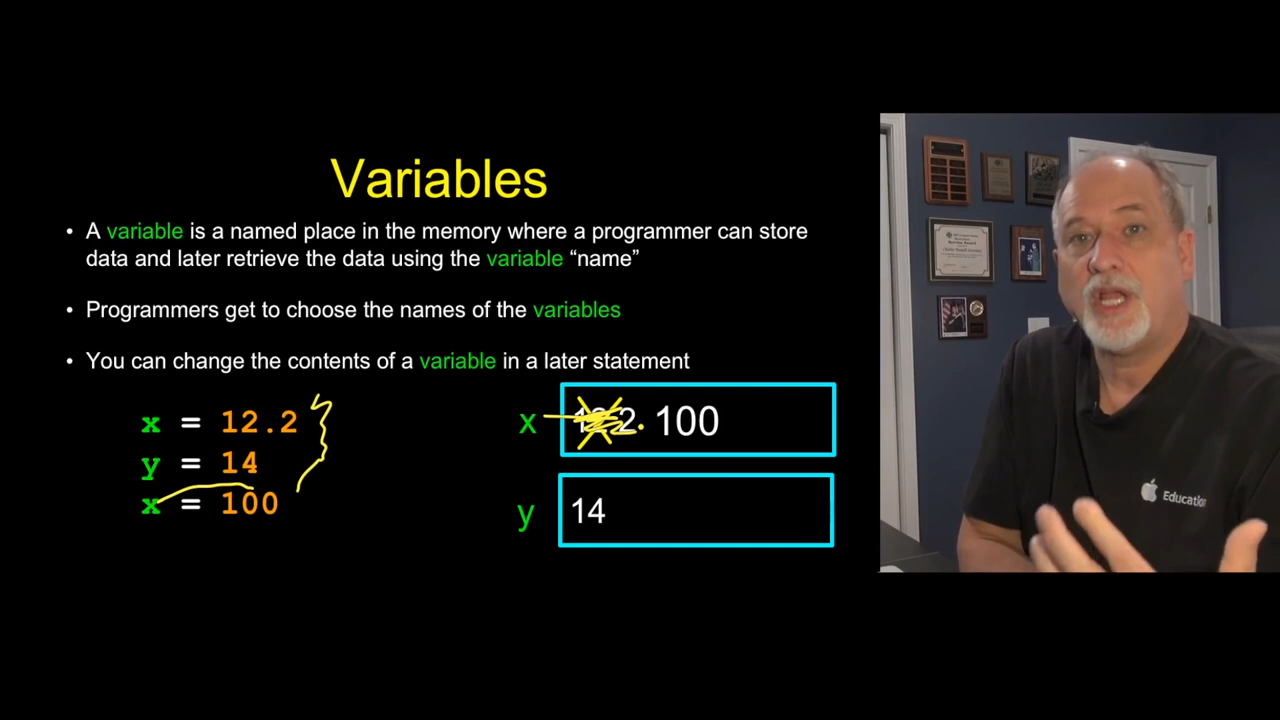 Variables
• A variable is a named place in the memory where a programmer can store
data and later retrieve the data using the variable “name”
• Programmers get to choose the names of the variables
• You can change the contents of a variable in a later statement
x = 12.2
y = 14
x = 100
x 12.2 100
y 14
Education